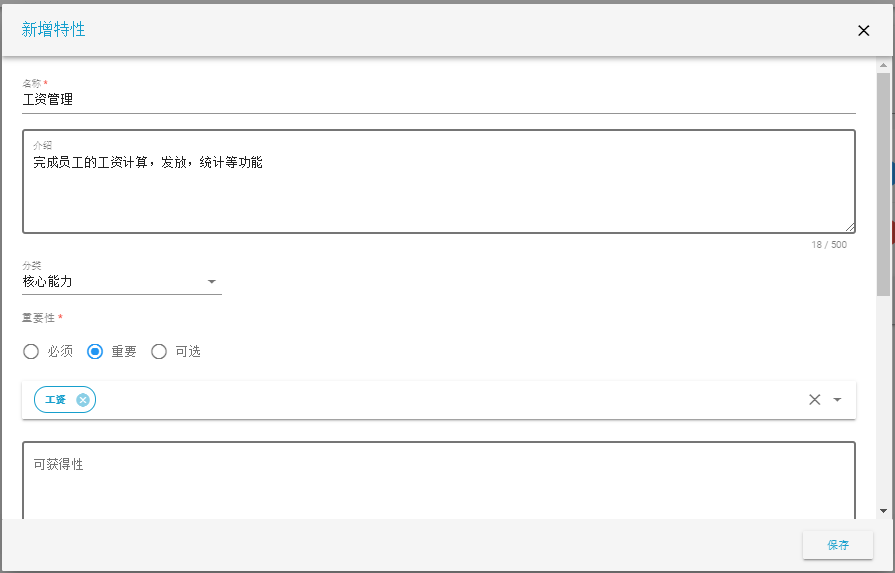 新增特性
名称*
工资管理
介绍
完成员工的工资计算，发放，统计等功能
18 / 500
分类
核心能力
重要性*
必须 重要 可选
工资
可获得性
保存